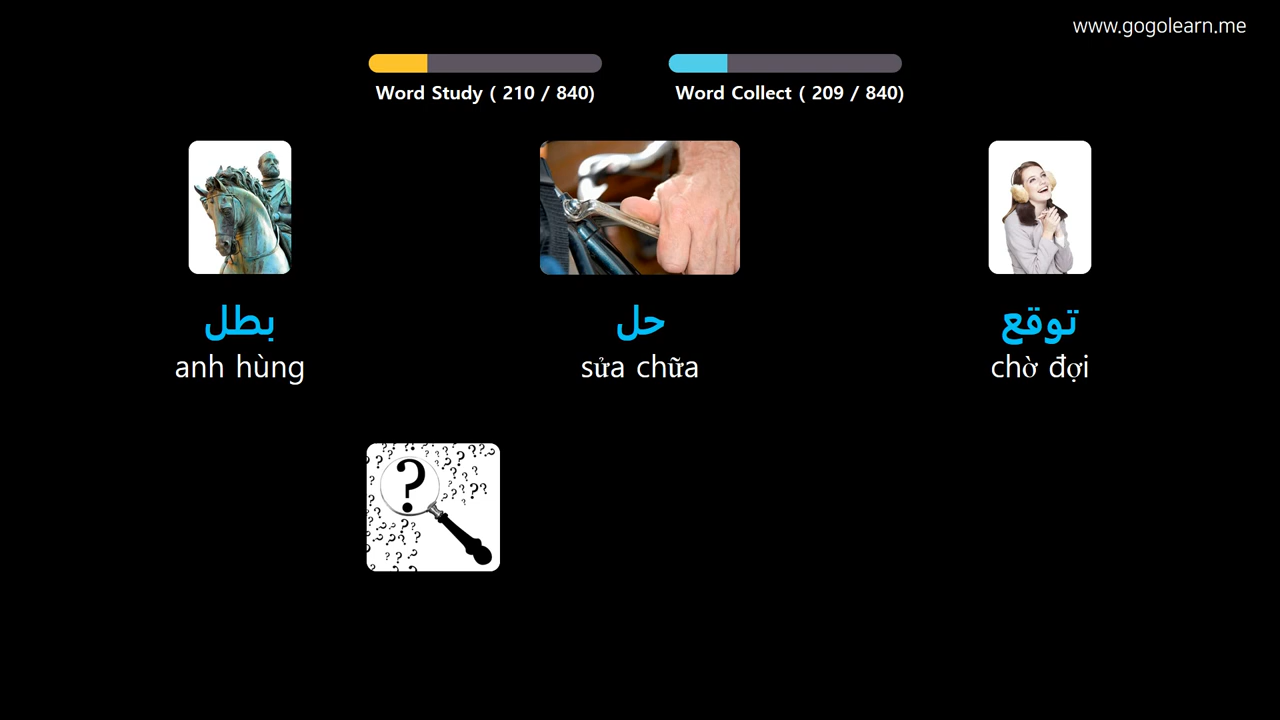 www.gogolearn.me
Word Study ( 210 / 840)
Word Collect ( 209 / 840)
بطل
anh hùng
حل
sửa chữa
توقع
chờ đợi